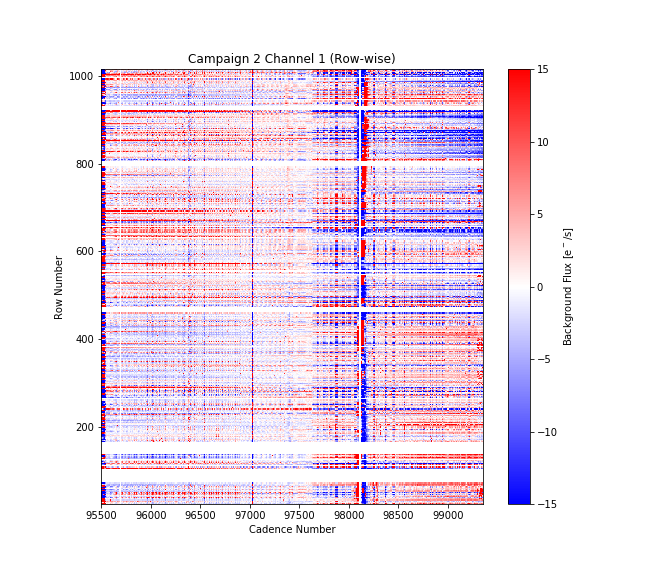 Campaign 2 Channel 1 (Row-wise)
1000
800
600
400
200
Row Number
95500 96000 96500 97000 97500 98000 98500 99000
Cadence Number
15
10
5
0
−5
−10
−15
Background Flux [e⁻/s]